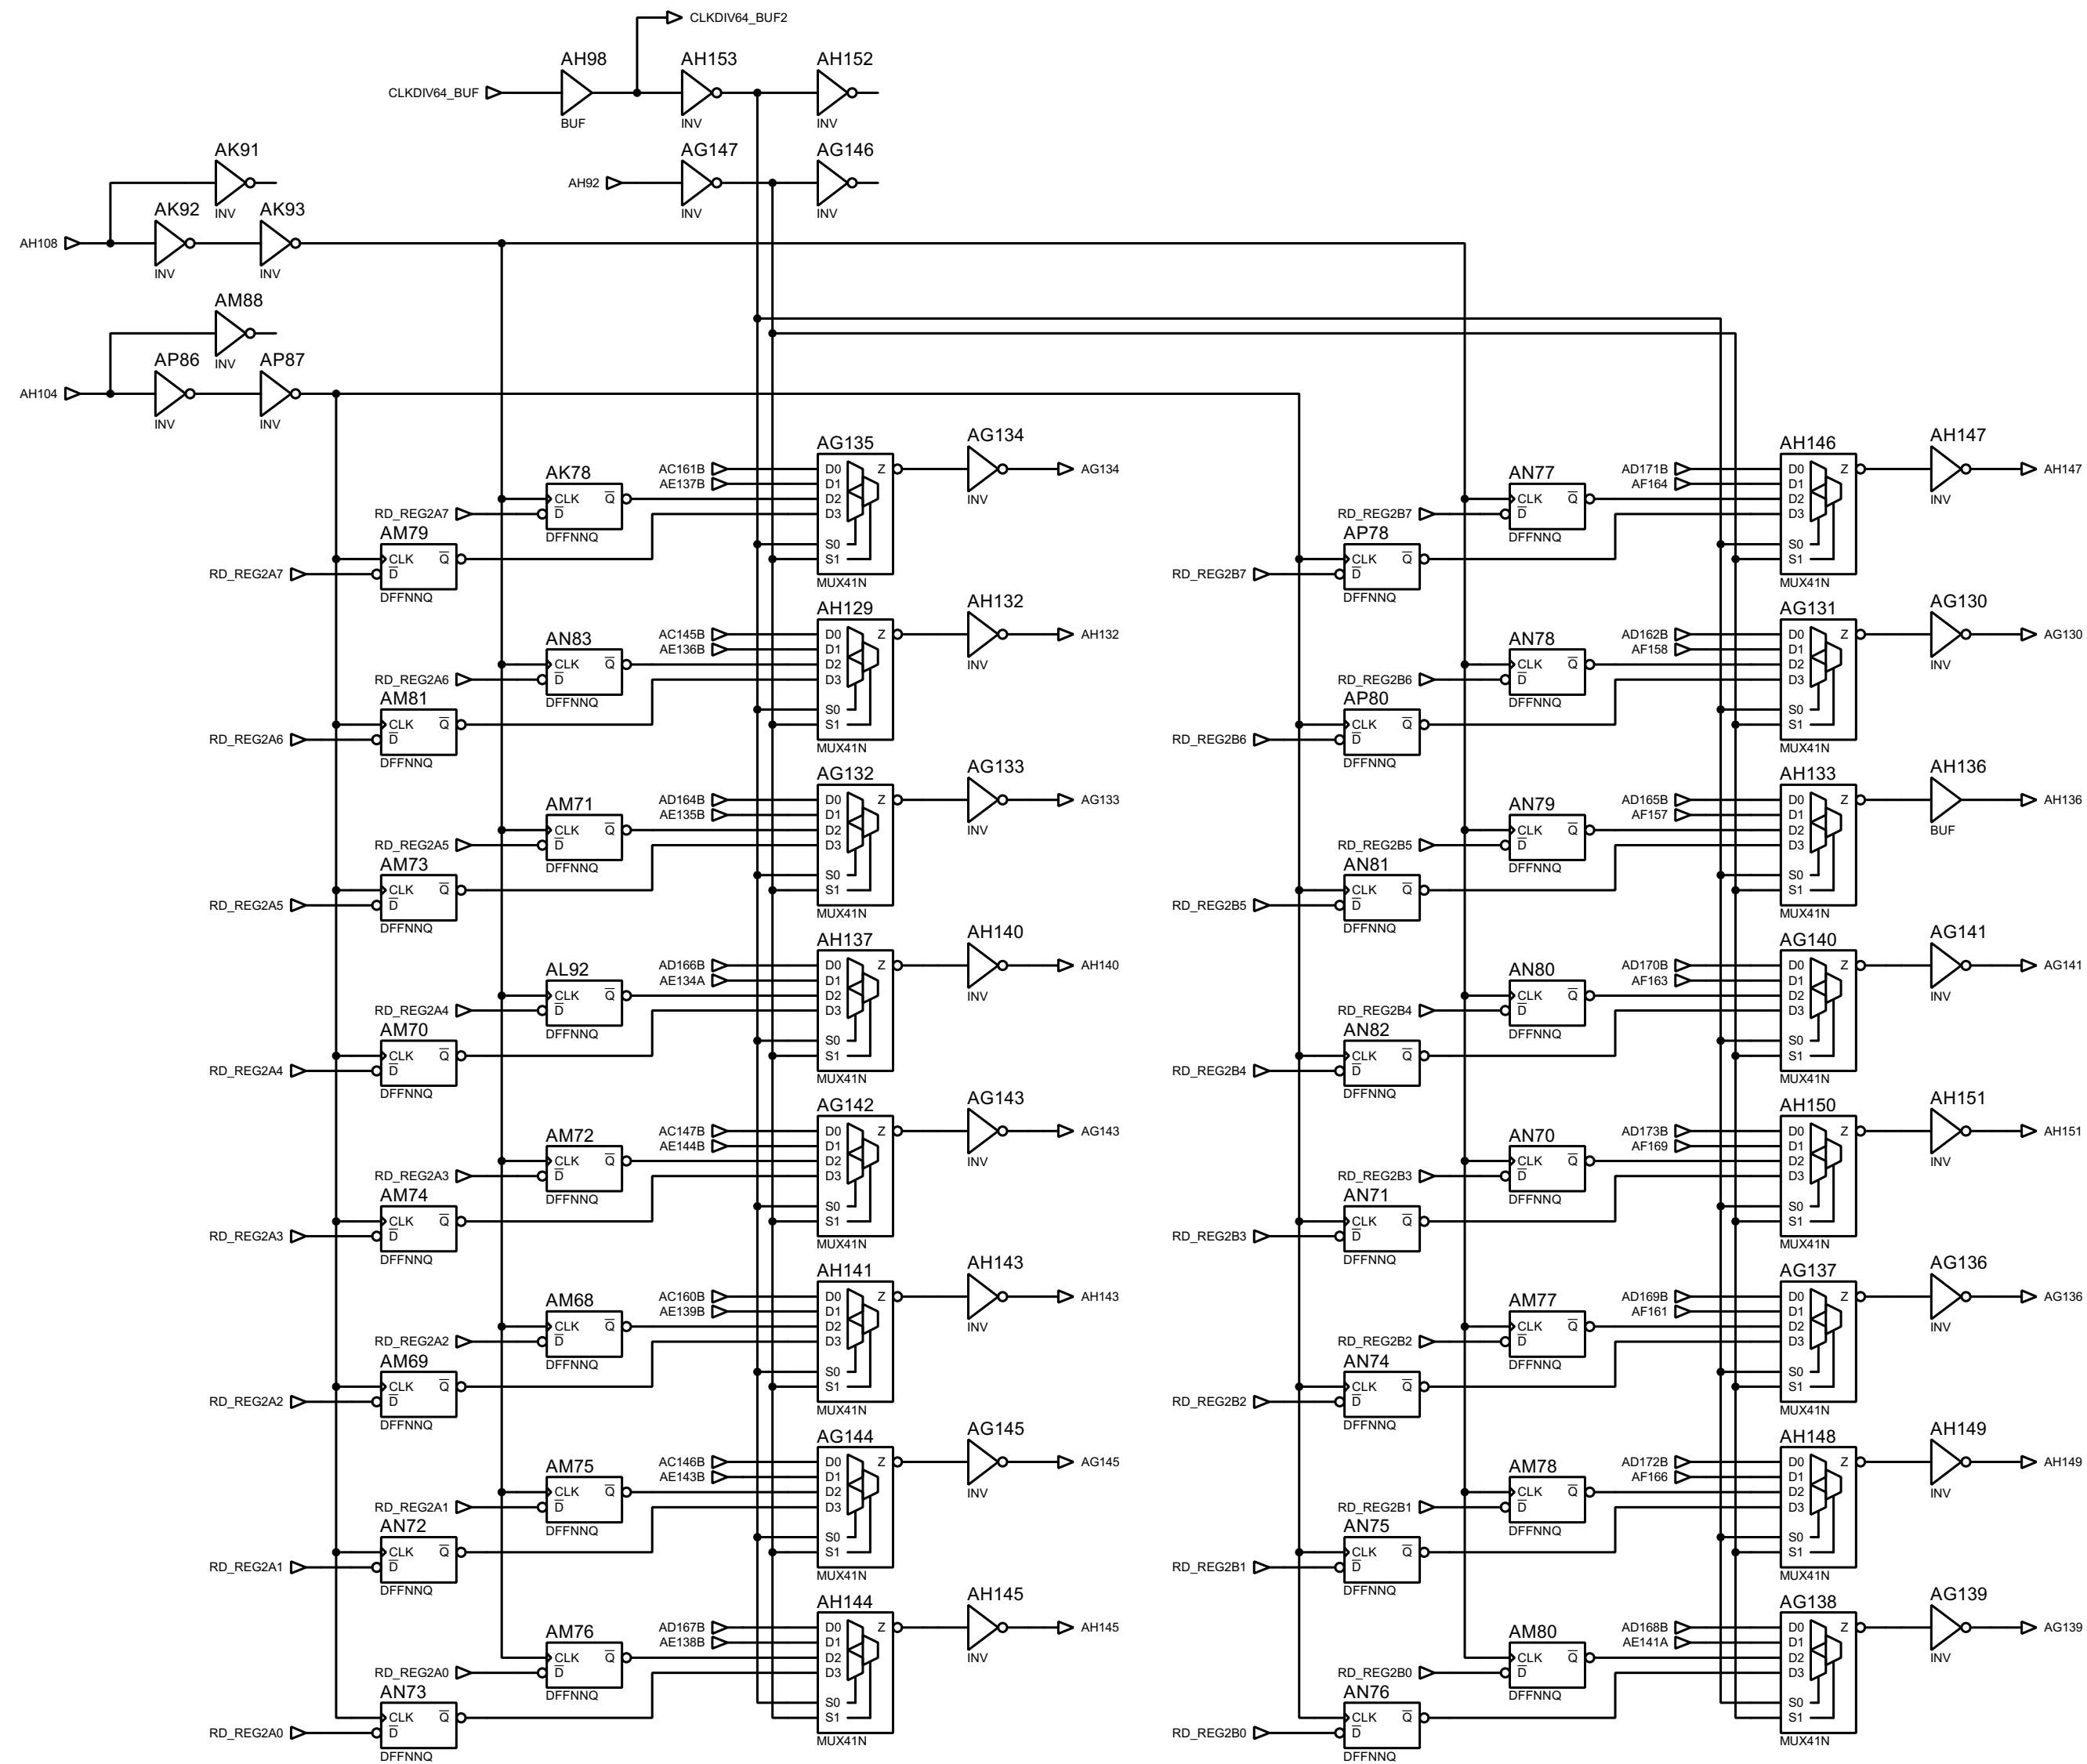 CLKDIV64_BUF2
AH98
AH153
AH152
CLKDIV64_BUF
BUF
INV
INV
AK91
AG147
AG146
AH92
INV
INV
INV
AK92
AK93
AH108
INV
INV
AM88
INV
AP86
AP87
AH104
INV
INV
AG135
AG134
AK78
AC161B
AE137B
D0
D1
D2
D3
S0
S1
Z
AG134
INV
CLK
Q
D
RD_REG2A7
DFFNNQ
AM79
CLK
Q
D
RD_REG2A7
DFFNNQ
MUX41N
AH129
AH132
AN83
AC145B
AE136B
D0
D1
D2
D3
S0
S1
Z
AH132
INV
CLK
Q
D
RD_REG2A6
DFFNNQ
AM81
CLK
Q
D
RD_REG2A6
DFFNNQ
MUX41N
AG132
AG133
AM71
AD164B
AE135B
D0
D1
D2
D3
S0
S1
Z
AG133
INV
CLK
Q
D
RD_REG2A5
DFFNNQ
AM73
CLK
Q
D
RD_REG2A5
DFFNNQ
MUX41N
AH137
AH140
AL92
AD166B
AE134A
D0
D1
D2
D3
S0
S1
Z
AH140
INV
CLK
Q
D
RD_REG2A4
DFFNNQ
AM70
CLK
Q
D
RD_REG2A4
DFFNNQ
MUX41N
AG142
AG143
AM72
AC147B
AE144B
D0
D1
D2
D3
S0
S1
Z
AG143
INV
CLK
Q
D
RD_REG2A3
DFFNNQ
AM74
CLK
Q
D
RD_REG2A3
DFFNNQ
MUX41N
AH141
AH143
AM68
AC160B
AE139B
D0
D1
D2
D3
S0
S1
Z
AH143
INV
CLK
Q
D
RD_REG2A2
DFFNNQ
AM69
CLK
Q
D
RD_REG2A2
DFFNNQ
MUX41N
AG144
AG145
AM75
AC146B
AE143B
D0
D1
D2
D3
S0
S1
Z
AG145
INV
CLK
Q
D
RD_REG2A1
DFFNNQ
AN72
CLK
Q
D
RD_REG2A1
DFFNNQ
MUX41N
AH144
AH145
AM76
AD167B
AE138B
D0
D1
D2
D3
S0
S1
Z
AH145
INV
CLK
Q
D
RD_REG2A0
DFFNNQ
AN73
CLK
Q
D
RD_REG2A0
DFFNNQ
MUX41N
AH146
AH147
AN77
AD171B
AF164
D0
D1
D2
D3
S0
S1
Z
AH147
INV
CLK
Q
D
RD_REG2B7
DFFNNQ
AP78
CLK
Q
D
RD_REG2B7
DFFNNQ
MUX41N
AG131
AG130
AN78
AD162B
AF158
D0
D1
D2
D3
S0
S1
Z
AG130
INV
CLK
Q
D
RD_REG2B6
DFFNNQ
AP80
CLK
Q
D
RD_REG2B6
DFFNNQ
MUX41N
AH133
AH136
AN79
AD165B
AF157
D0
D1
D2
D3
S0
S1
Z
AH136
BUF
CLK
Q
D
RD_REG2B5
DFFNNQ
AN81
CLK
Q
D
RD_REG2B5
DFFNNQ
MUX41N
AG140
AG141
AN80
AD170B
AF163
D0
D1
D2
D3
S0
S1
Z
AG141
INV
CLK
Q
D
RD_REG2B4
DFFNNQ
AN82
CLK
Q
D
RD_REG2B4
DFFNNQ
MUX41N
AH150
AH151
AN70
AD173B
AF169
D0
D1
D2
D3
S0
S1
Z
AH151
INV
CLK
Q
D
RD_REG2B3
DFFNNQ
AN71
CLK
Q
D
RD_REG2B3
DFFNNQ
MUX41N
AG137
AG136
AM77
AD169B
AF161
D0
D1
D2
D3
S0
S1
Z
AG136
INV
CLK
Q
D
RD_REG2B2
DFFNNQ
AN74
CLK
Q
D
RD_REG2B2
DFFNNQ
MUX41N
AH148
AH149
AM78
AD172B
AF166
D0
D1
D2
D3
S0
S1
Z
AH149
INV
CLK
Q
D
RD_REG2B1
DFFNNQ
AN75
CLK
Q
D
RD_REG2B1
DFFNNQ
MUX41N
AG138
AG139
AM80
AD168B
AE141A
D0
D1
D2
D3
S0
S1
Z
AG139
INV
CLK
Q
D
RD_REG2B0
DFFNNQ
AN76
CLK
Q
D
RD_REG2B0
DFFNNQ
MUX41N